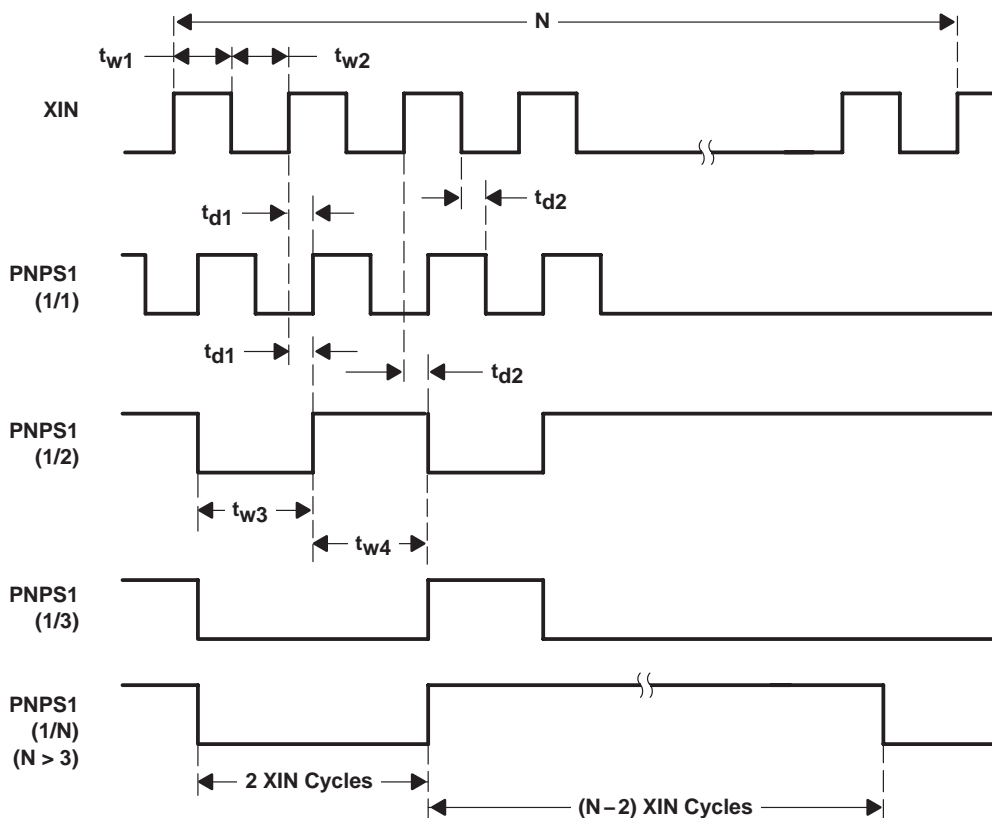 N
tw1
tw2
XIN
td1
td2
PNPS1
(1/1)
td1
td2
PNPS1
(1/2)
tw3
tw4
PNPS1
(1/3)
PNPS1
(1/N)
(N > 3)
2 XIN Cycles
(N–2) XIN Cycles